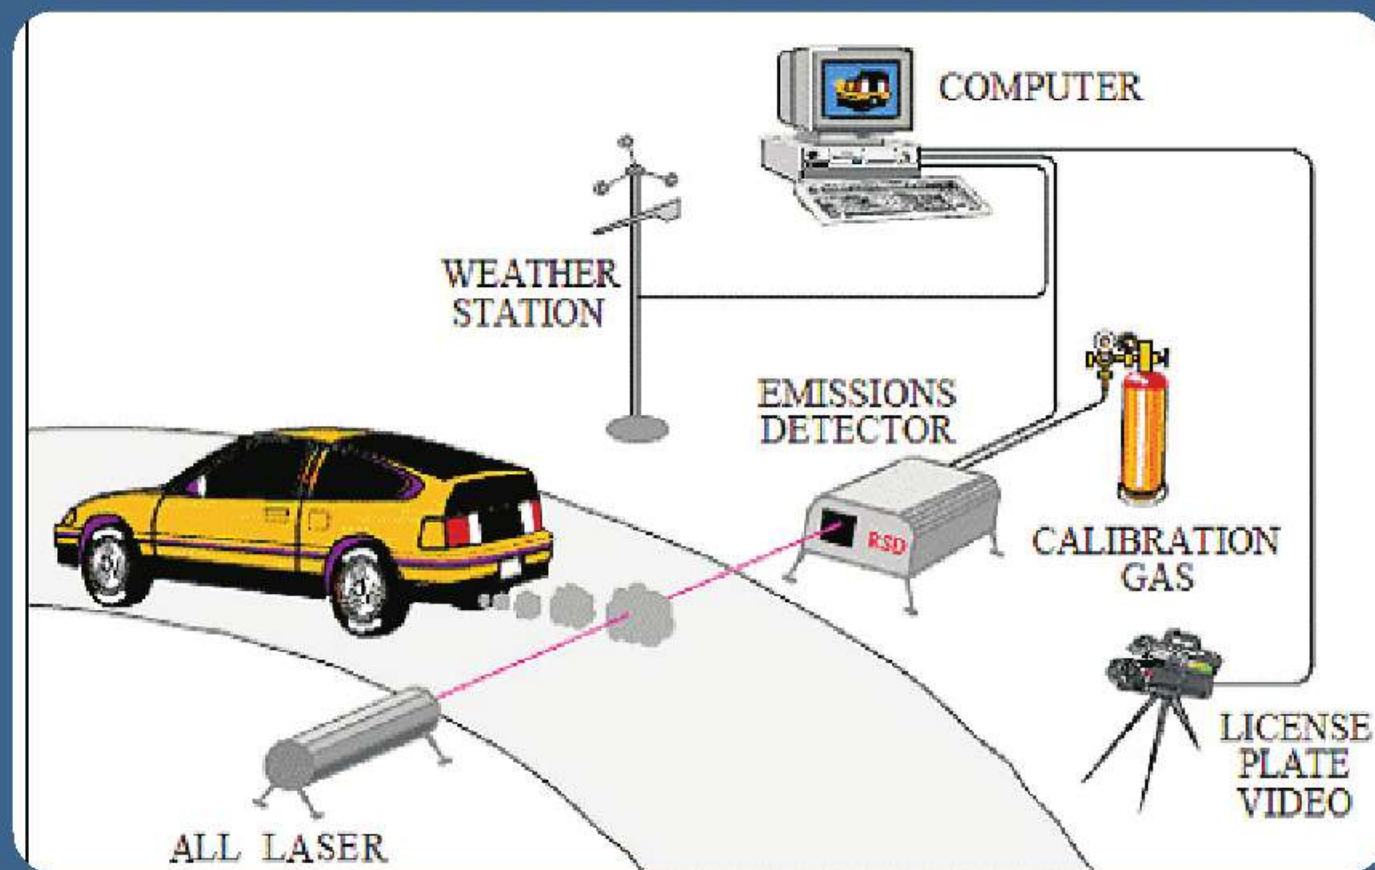 COMPUTER
WEATHER
STATION
EMISSIONS
DETECTOR
RSD
CALIBRATION
GAS
LICENSE
PLATE
VIDEO
ALL LASER